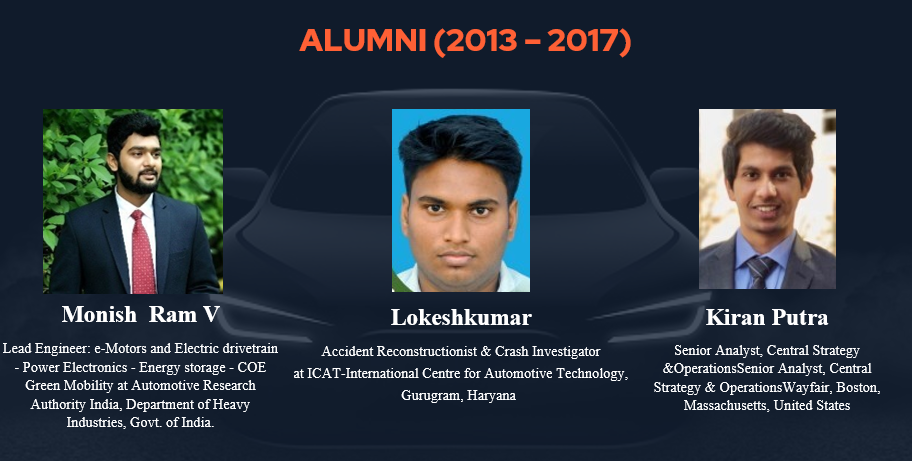 ALUMNI (2013 – 2017)
Monish Ram V
Lead Engineer: e-Motors and Electric drivetrain
- Power Electronics - Energy storage - COE
Green Mobility at Automotive Research
Authority India, Department of Heavy
Industries, Govt. of India.
Lokeshkumar
Accident Reconstructionist & Crash Investigator
at ICAT-International Centre for Automotive Technology,
Gurugram, Haryana
Kiran Putra
Senior Analyst, Central Strategy
&OperationsSenior Analyst, Central
Strategy & OperationsWayfair, Boston,
Massachusetts, United States